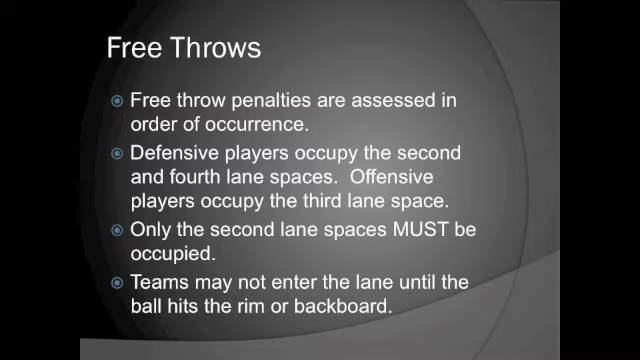 Free Throws
Free throw penalties are assessed in
order of occurrence.
Defensive players occupy the second
and fourth lane spaces.  Offensive
players occupy the third lane space.
Only the second lane spaces MUST be
occupied.
Teams may not enter the lane until the
ball hits the rim or backboard.